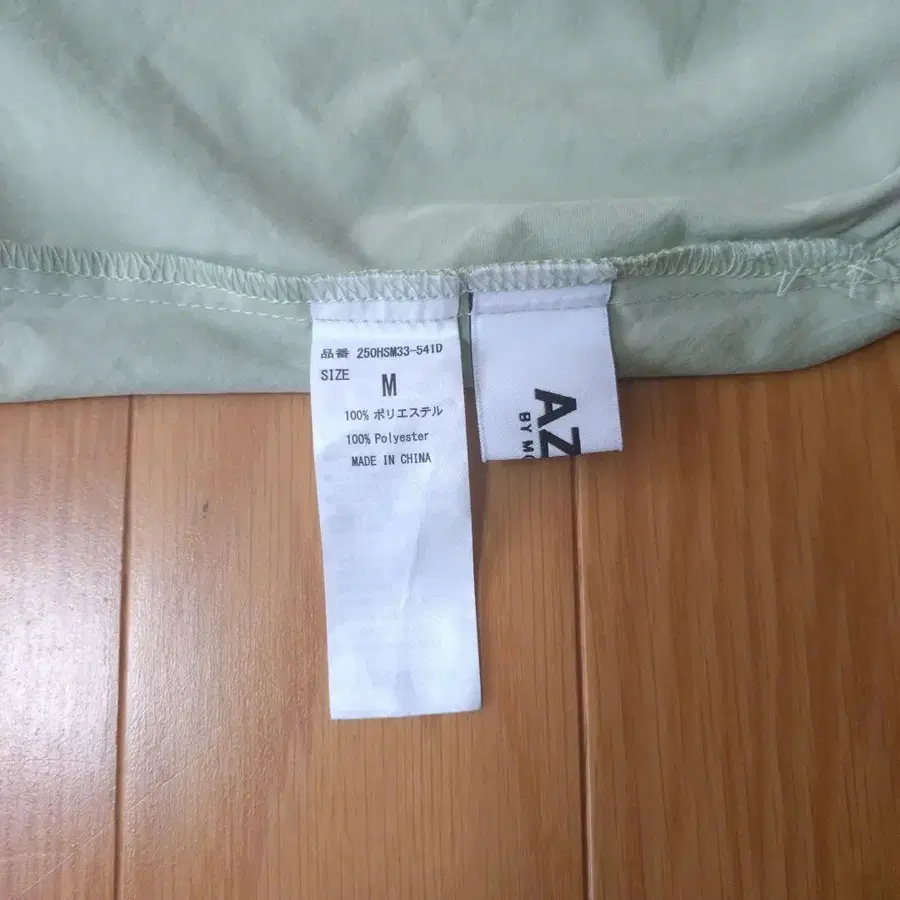 品番 250HSM33-541D
SIZE
M
100% ポリエステル
100% Polyester
MADE IN CHINA
AZ
BY MO